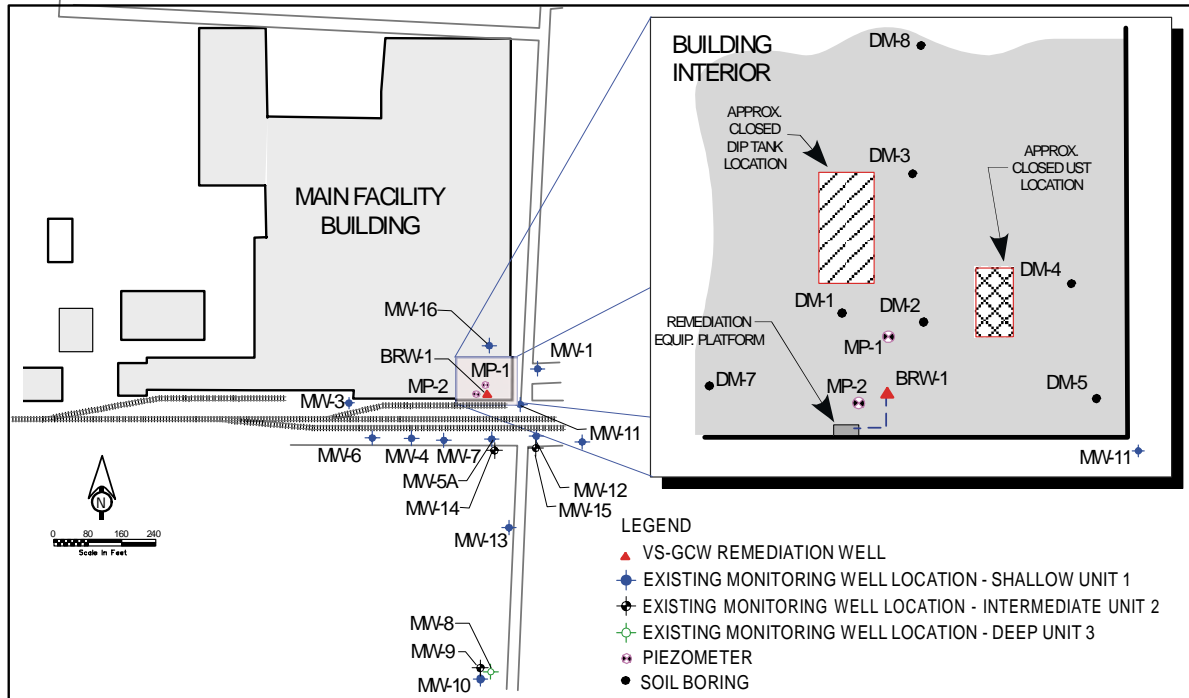 MAIN FACILITY
BUILDING
MW-16
BRW-1
MP-1
MP-2
MW-1
MW-3
MW-11
MW-6
MW-4
MW-7
MW-5A
MW-14
MW-12
MW-15
MW-13
MW-8
MW-9
MW-10
N
0 80 160 240
Scale In Feet
BUILDING
INTERIOR
DM-8
APPROX.
CLOSED
DIP TANK
LOCATION
DM-3
APPROX.
CLOSED UST
LOCATION
DM-4
DM-1
DM-2
REMEDIATION
EQUIP. PLATFORM
MP-1
DM-7
MP-2
BRW-1
DM-5
MW-11
LEGEND
VS-GCW REMEDIATION WELL
EXISTING MONITORING WELL LOCATION - SHALLOW UNIT 1
EXISTING MONITORING WELL LOCATION - INTERMEDIATE UNIT 2
EXISTING MONITORING WELL LOCATION - DEEP UNIT 3
PIEZOMETER
SOIL BORING